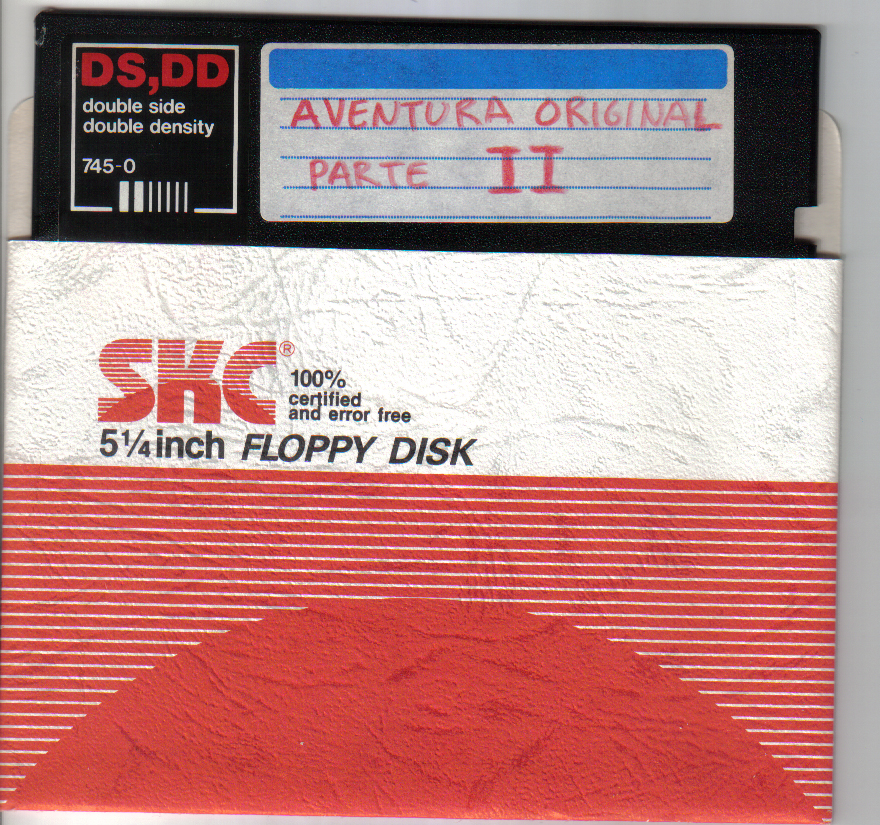 DS,DD
double side
double density
745-0
AVENTURA ORIGINAL
PARTE II
SKC®
100%
certified
and error free
5¼inch FLOPPY DISK